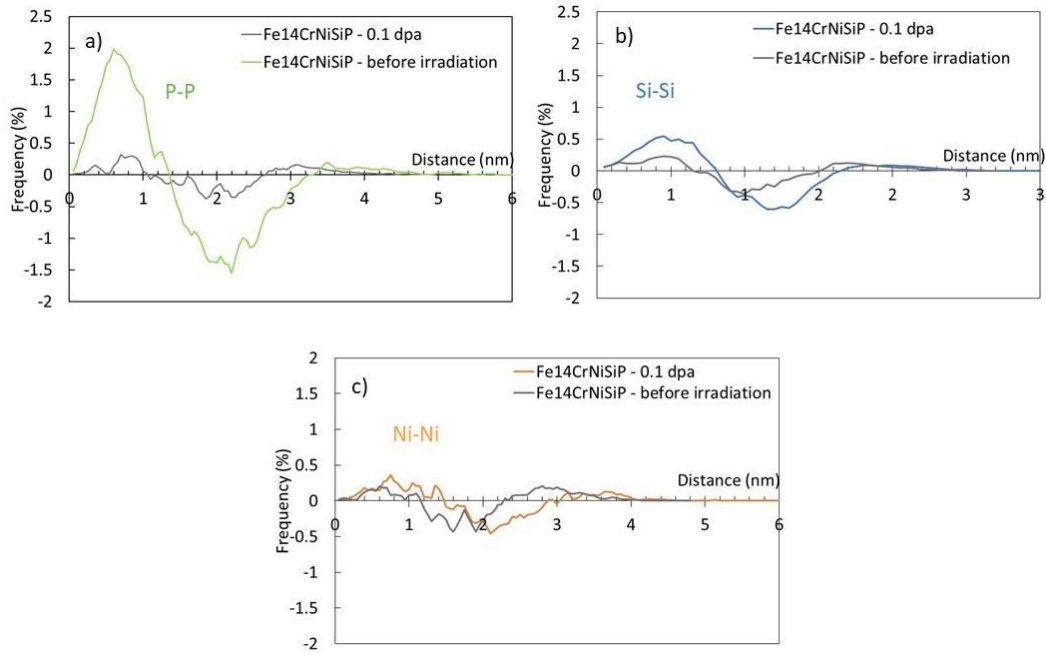 a)
Fe14CrNiSiP - 0.1 dpa
Fe14CrNiSiP - before irradiation
P-P
Frequency (%)
Distance (nm)
2.5
2
1.5
1
0.5
0
-0.5
-1
-1.5
-2
0 1 2 3 4 5 6
b)
Fe14CrNiSiP - 0.1 dpa
Fe14CrNiSiP - before irradiation
Si-Si
Frequency (%)
Distance (nm)
2.5
2
1.5
1
0.5
0
-0.5
-1
-1.5
-2
0 1 1 2 2 3 3
c)
Fe14CrNiSiP - 0.1 dpa
Fe14CrNiSiP - before irradiation
Ni-Ni
Frequency (%)
Distance (nm)
2
1.5
1
0.5
0
-0.5
-1
-1.5
-2
0 1 2 3 4 5 6